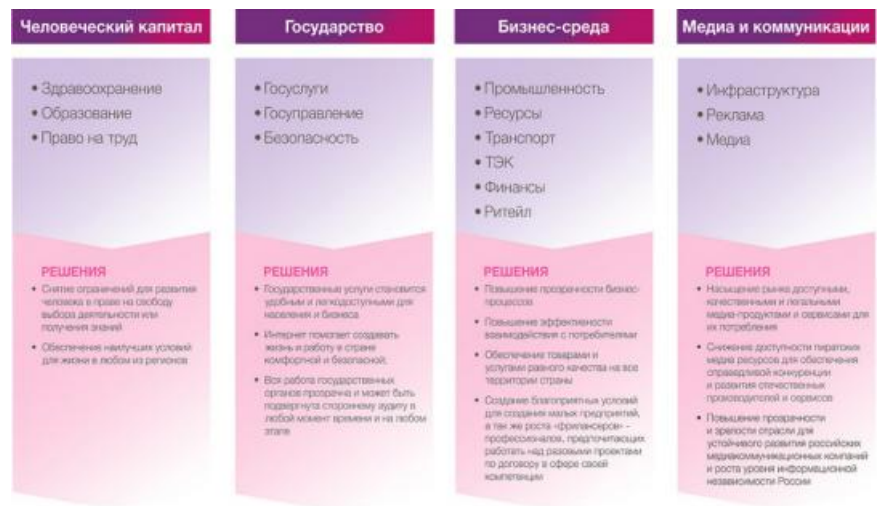 Человеческий капитал
• Здравоохранение
• Образование
• Право на труд
РЕШЕНИЯ
• Снятие ограничений для развития
человека в праве на свободу
выбора деятельности или
получения знаний
• Обеспечение наилучших условий
для жизни в любом из регионов
Государство
• Госуслуги
• Госуправление
• Безопасность
РЕШЕНИЯ
• Государственные услуги становится
удобным и легкодоступными для
населения и бизнеса
• Интернет помогает создавать
жизнь и работу в стране
комфортной и безопасной;
• Вся работа государственных
органов прозрачна и может быть
подвергнута стороннему аудиту в
любой момент времени и на любом
этапе
Бизнес-среда
• Промышленность
• Ресурсы
• Транспорт
• ТЭК
• Финансы
• Ритейл
РЕШЕНИЯ
• Повышение прозрачности бизнес-
процессов
• Повышение эффективности
взаимодействия с потребителями
• Обеспечение товарами и
услугами разного качества на все
территории страны
• Создание благоприятных условий
для создания малых предприятий,
а так же роста «фрилансеров» –
профессионалов, предпочитающих
работать над разовыми проектами
по договору в сфере своей
компетенции
Медиа и коммуникации
• Инфраструктура
• Реклама
• Медиа
РЕШЕНИЯ
• Насыщение рынка доступными,
качественными и легальными
медиа-продуктами и сервисами для
их потребления
• Снижение доступности пиратских
медиа ресурсов для обеспечения
справедливой конкуренции
и развития отечественных
производителей и сервисов
• Повышение прозрачности
и зрелости отрасли для
устойчивого развития российских
медиакоммуникационных компаний
и роста уровня информационной
независимости России